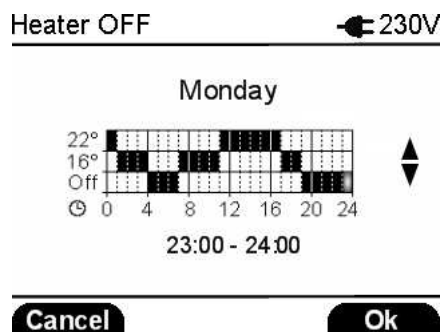 Heater OFF 230V
Monday
22°
16°
Off
0 4 8 12 16 20 24
23:00 - 24:00
Cancel Ok